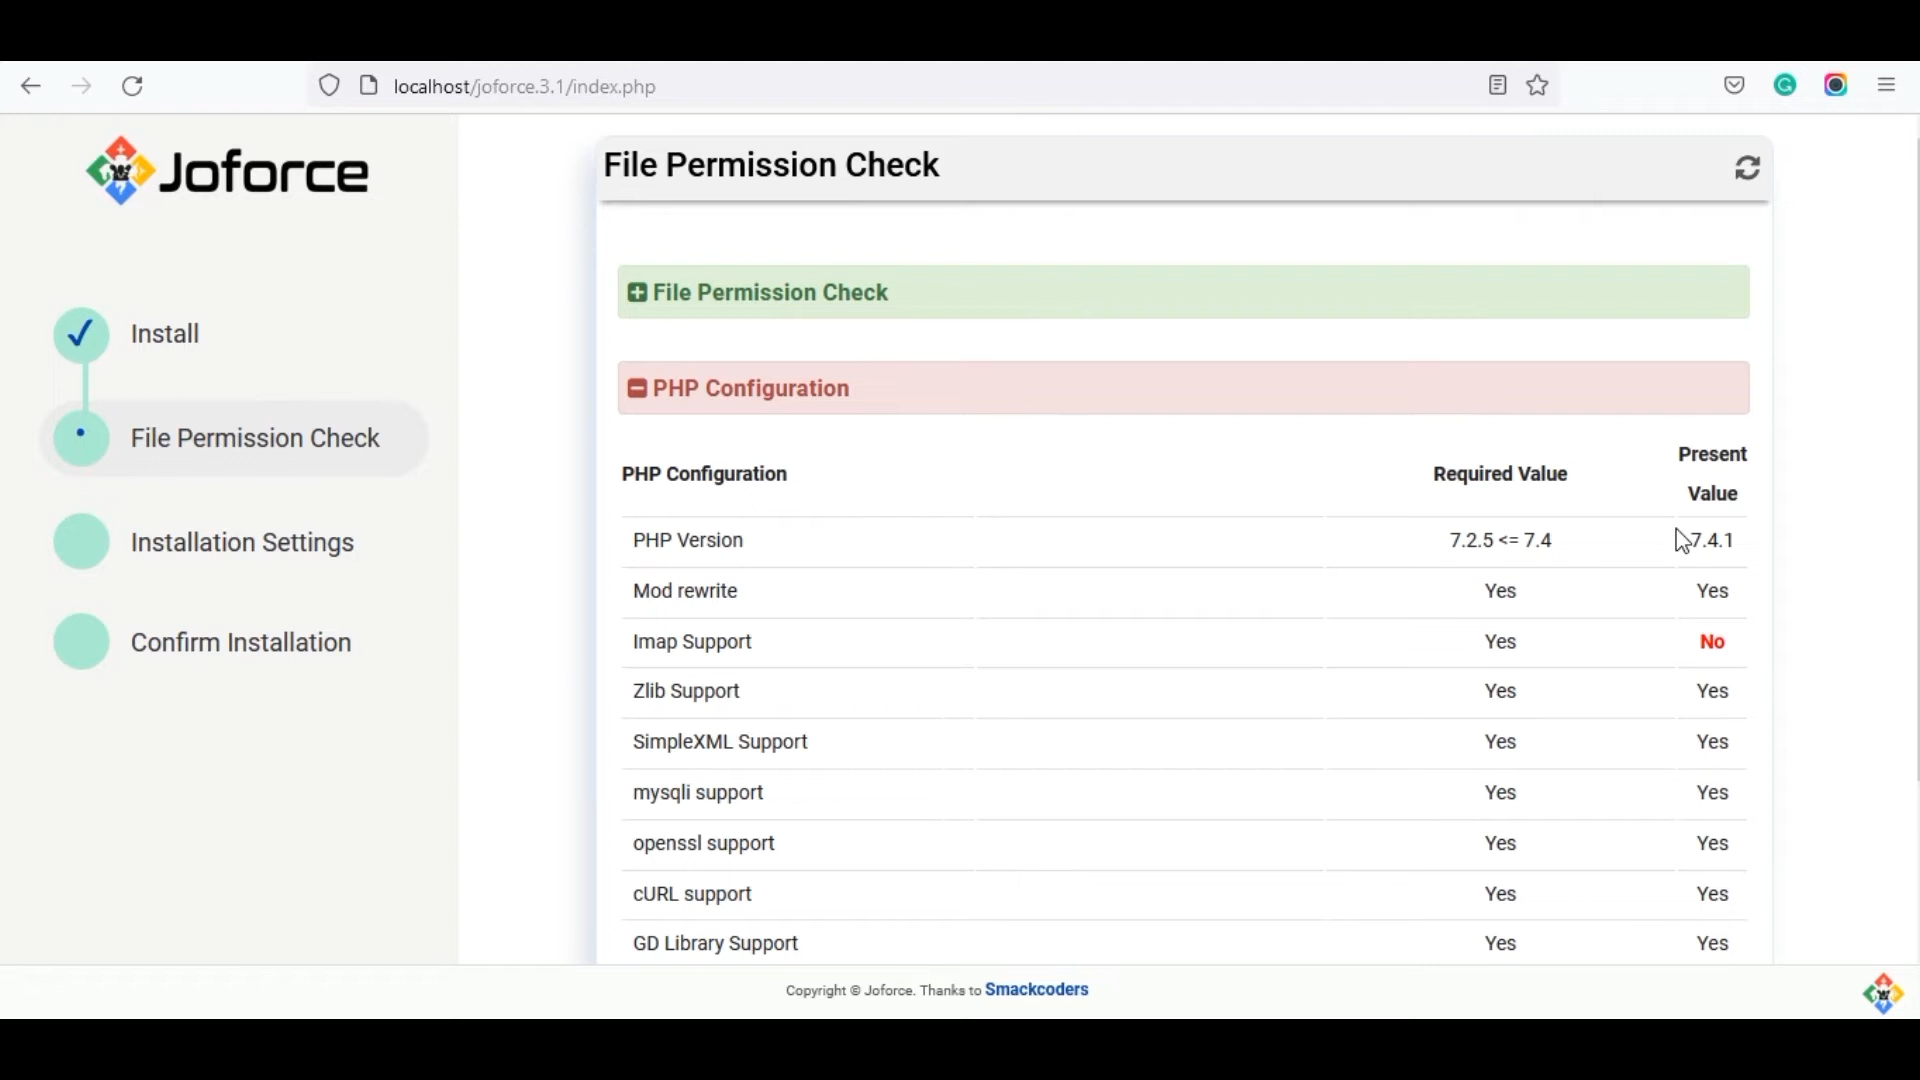 localhost/joforce.3.1/index.php
Joforce
Install
File Permission Check
Installation Settings
Confirm Installation
File Permission Check
File Permission Check
PHP Configuration
PHP Configuration Required Value Present Value
PHP Version 7.2.5 <= 7.4 7.4.1
Mod rewrite Yes Yes
Imap Support Yes No
Zlib Support Yes Yes
SimpleXML Support Yes Yes
mysqli support Yes Yes
openssl support Yes Yes
cURL support Yes Yes
GD Library Support Yes Yes
Copyright © Joforce. Thanks to Smackcoders